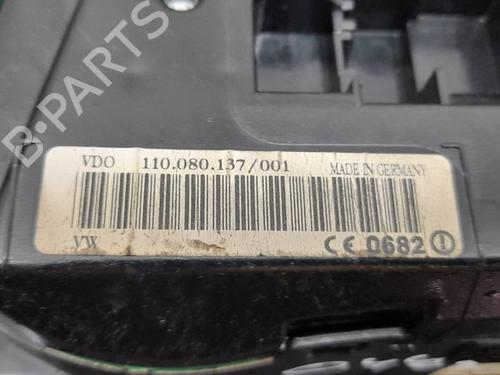 B-PARTS
VDO 110.080.137/001 MADE IN GERMANY
VW CE 0682